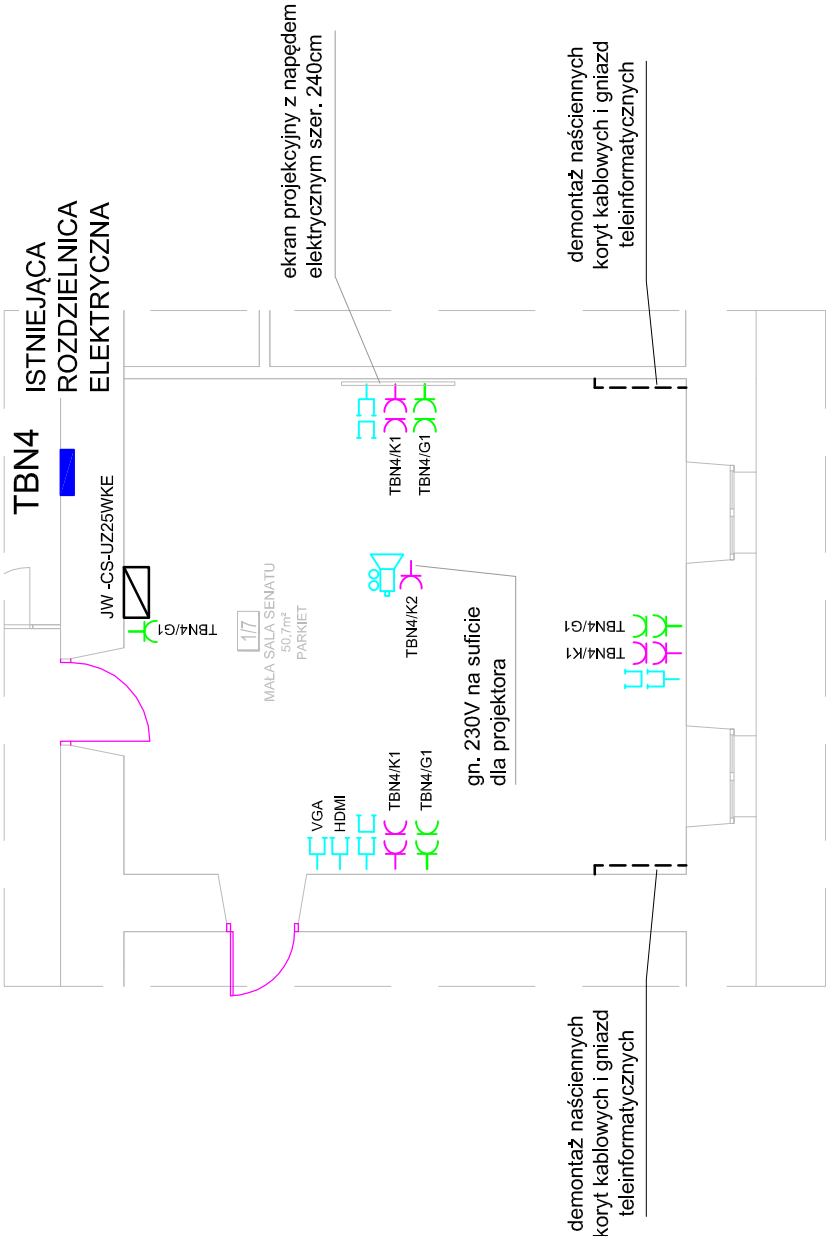 TBN4
ISTNIEJĄCA
ROZDZIELNICA
ELEKTRYCZNA
ekran projekcyjny z napędem
elektrycznym szer. 240cm
demontaż naściennych
koryt kablowych i gniazd
teleinformatycznych
JW -CS-UZ25WKE
TBN4/G1
1/7
MAŁA SALA SENATU
50,7m²
PARKIET
TBN4/K1
TBN4/G1
TBN4/K2
gn. 230V na suficie
dla projektora
TBN4/G1
TBN4/K1
VGA
HDMI
TBN4/K1
TBN4/G1
demontaż naściennych
koryt kablowych i gniazd
teleinformatycznych